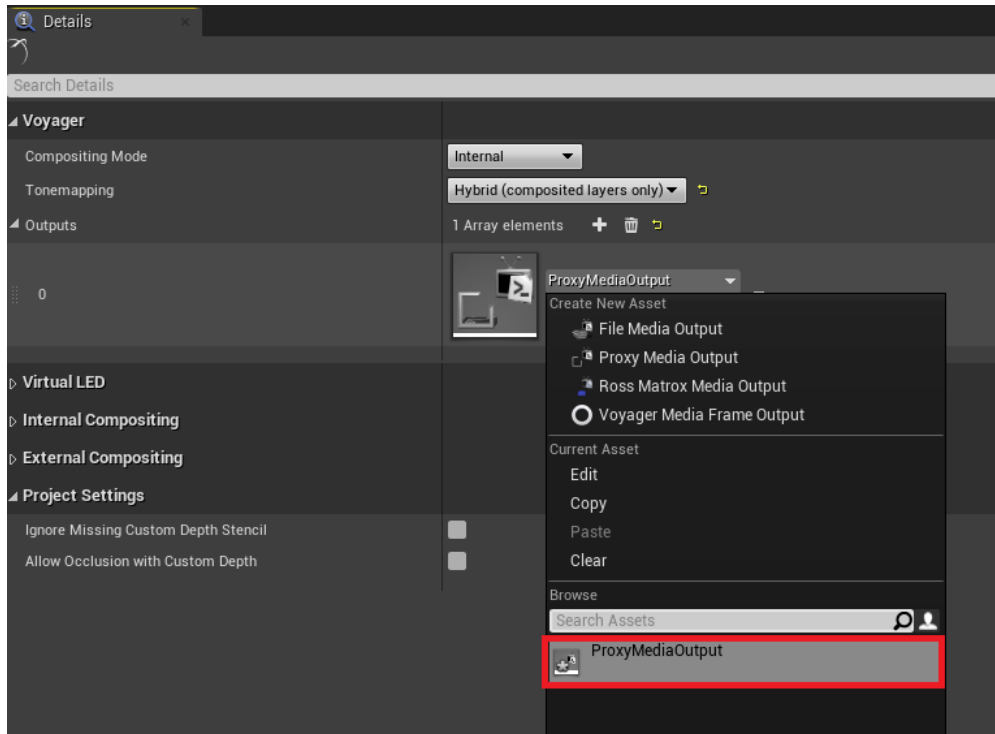 Details
Search Details
Voyager
Compositing Mode Internal
Tonemapping Hybrid (composited layers only)
Outputs 1 Array elements
0 ProxyMediaOutput
Create New Asset
File Media Output
Proxy Media Output
Ross Matrox Media Output
Voyager Media Frame Output
Virtual LED
Internal Compositing
External Compositing
Project Settings
Ignore Missing Custom Depth Stencil
Allow Occlusion with Custom Depth
Current Asset
Edit
Copy
Paste
Clear
Browse
Search Assets
ProxyMediaOutput